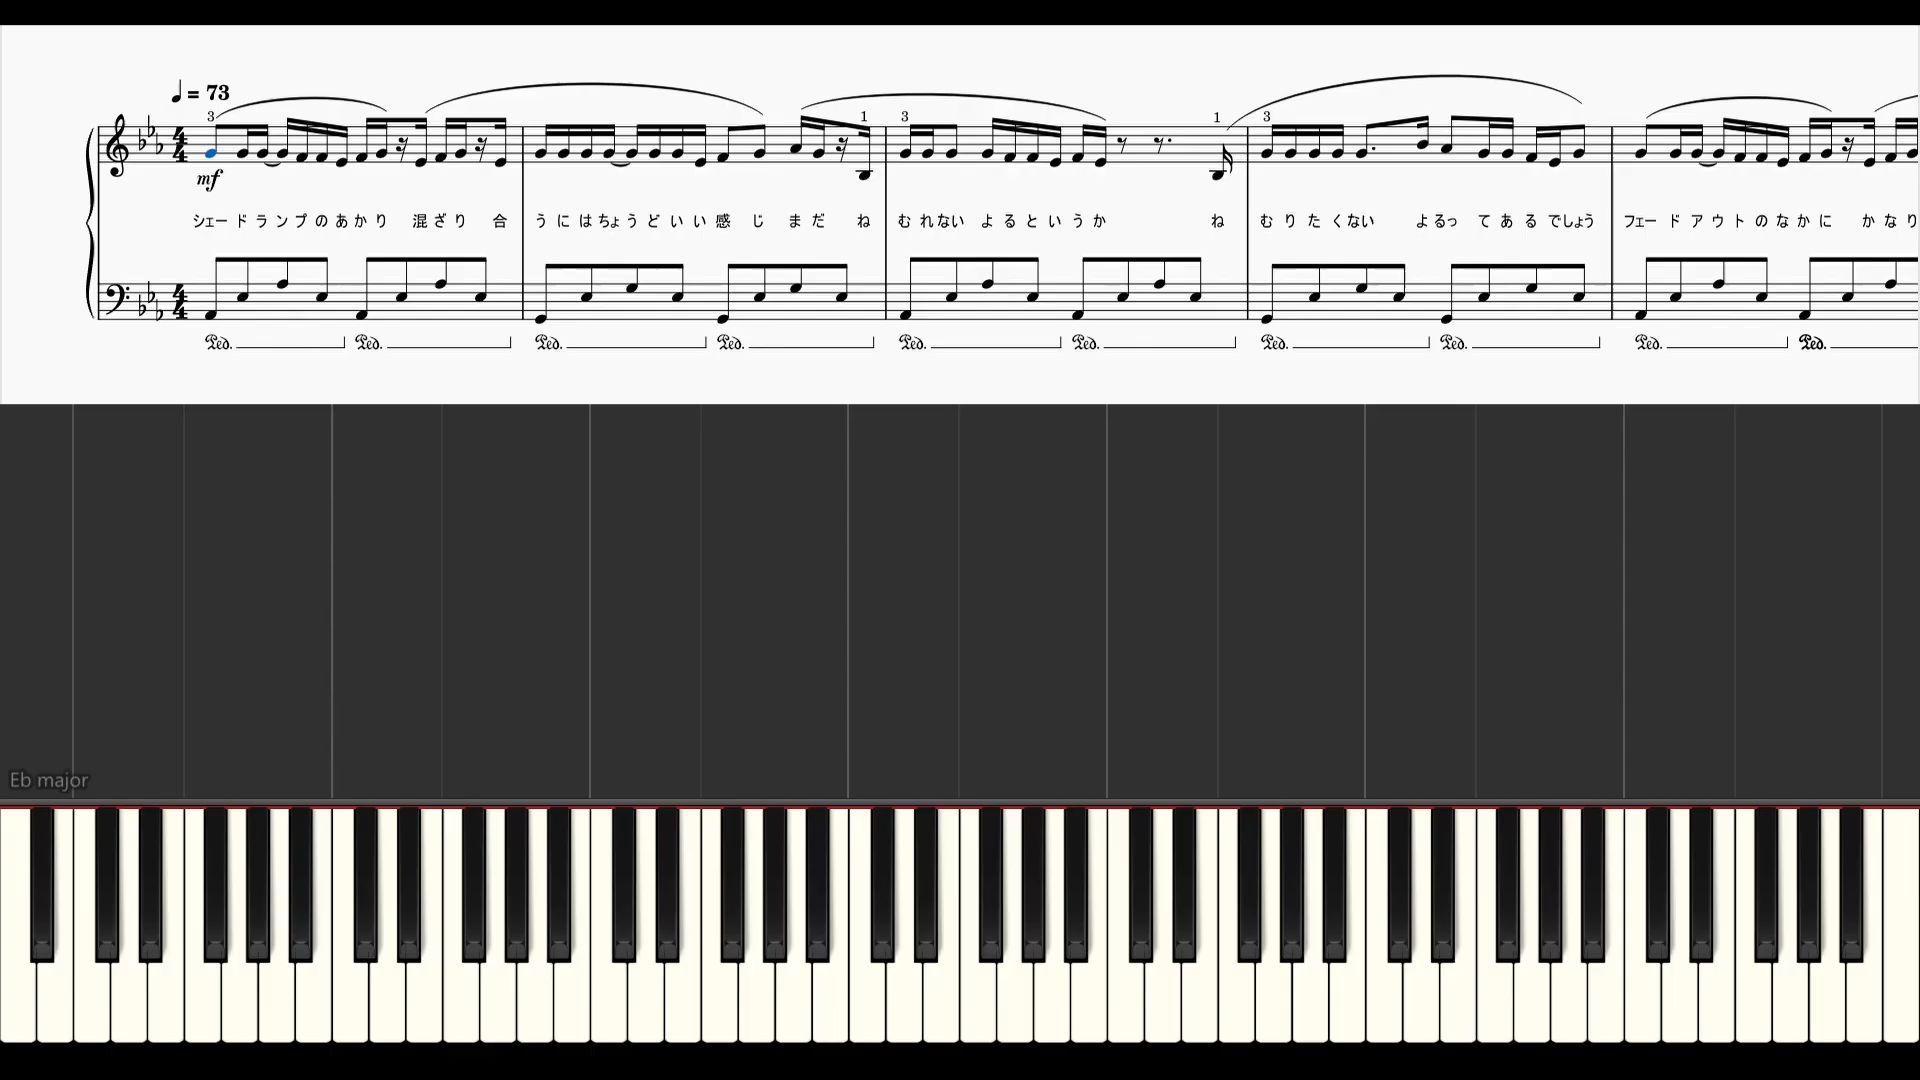 ♩ = 73
3 1 3 1 3
mf
シェー ド ラ ン プ の あ か り 混 ざ り 合 う に は ちょ う ど い い 感 じ ま だ ね む れ ない よ る と い う か ね む り た く ない よ るっ て あ る で しょう フェー ド ア ウ ト の な か に か な り
Ped. Ped. Ped. Ped. Ped. Ped. Ped. Ped. Ped. Ped.
Eb major